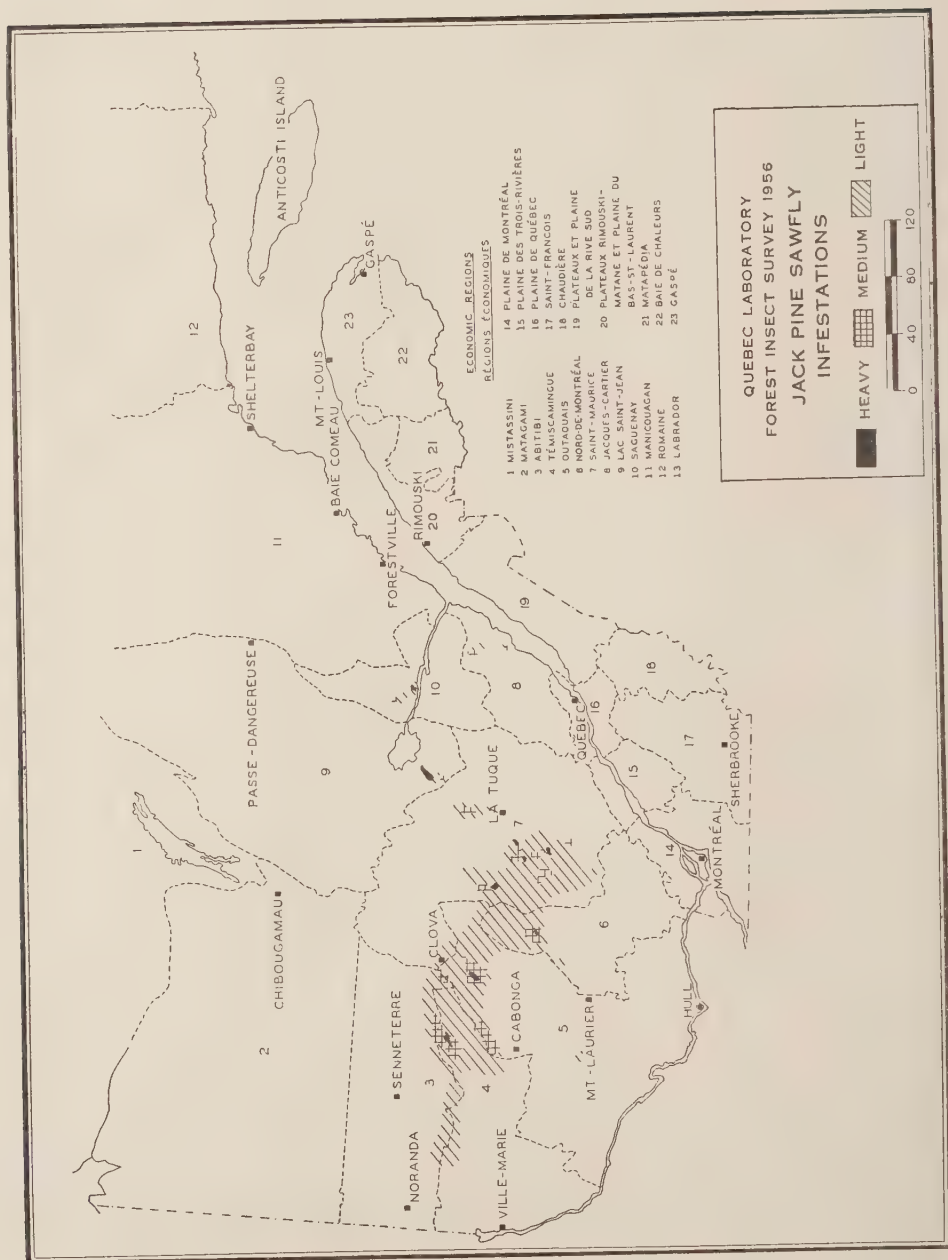 ANTICOSTI ISLAND
12
SHELTERBAY
GASPÉ
23
MT-LOUIS
22
BAIE COMEAU
21
11
RIMOUSKI
20
FORESTVILLE
PASSE-DANGEREUSE
19
10
8
9
18
QUÉBEC
16
1
LA TUQUE
17
15
SHERBROOKE
7
CHIBOUGAMAU
14
MONTRÉAL
CLOVA
6
2
SENNETERRE
CABONGA
5
MT-LAURIER
HULL
3
4
NORANDA
VILLE-MARIE
ECONOMIC REGIONS
RÉGIONS ÉCONOMIQUES
1 MISTASSINI
2 MATAGAMI
3 ABITIBI
4 TÉMISCAMINGUE
5 OUTAOUAIS
6 NORD-DE-MONTRÉAL
7 SAINT-MAURICE
8 JACQUES-CARTIER
9 LAC SAINT-JEAN
10 SAGUENAY
11 MANICOUAGAN
12 ROMAINE
13 LABRADOR
14 PLAINE DE MONTRÉAL
15 PLAINE DES TROIS-RIVIÈRES
16 PLAINE DE QUÉBEC
17 SAINT-FRANCOIS
18 CHAUDIÈRE
19 PLATEAUX ET PLAINE
DE LA RIVE SUD
20 PLATEAUX RIMOUSKI-
MATANE ET PLAINE DU
BAS-ST-LAURENT
21 MATAPÉDIA
22 BAIE DE CHALEURS
23 GASPÉ
QUEBEC LABORATORY
FOREST INSECT SURVEY 1956
JACK PINE SAWFLY
INFESTATIONS
HEAVY MEDIUM LIGHT
0 40 80 120